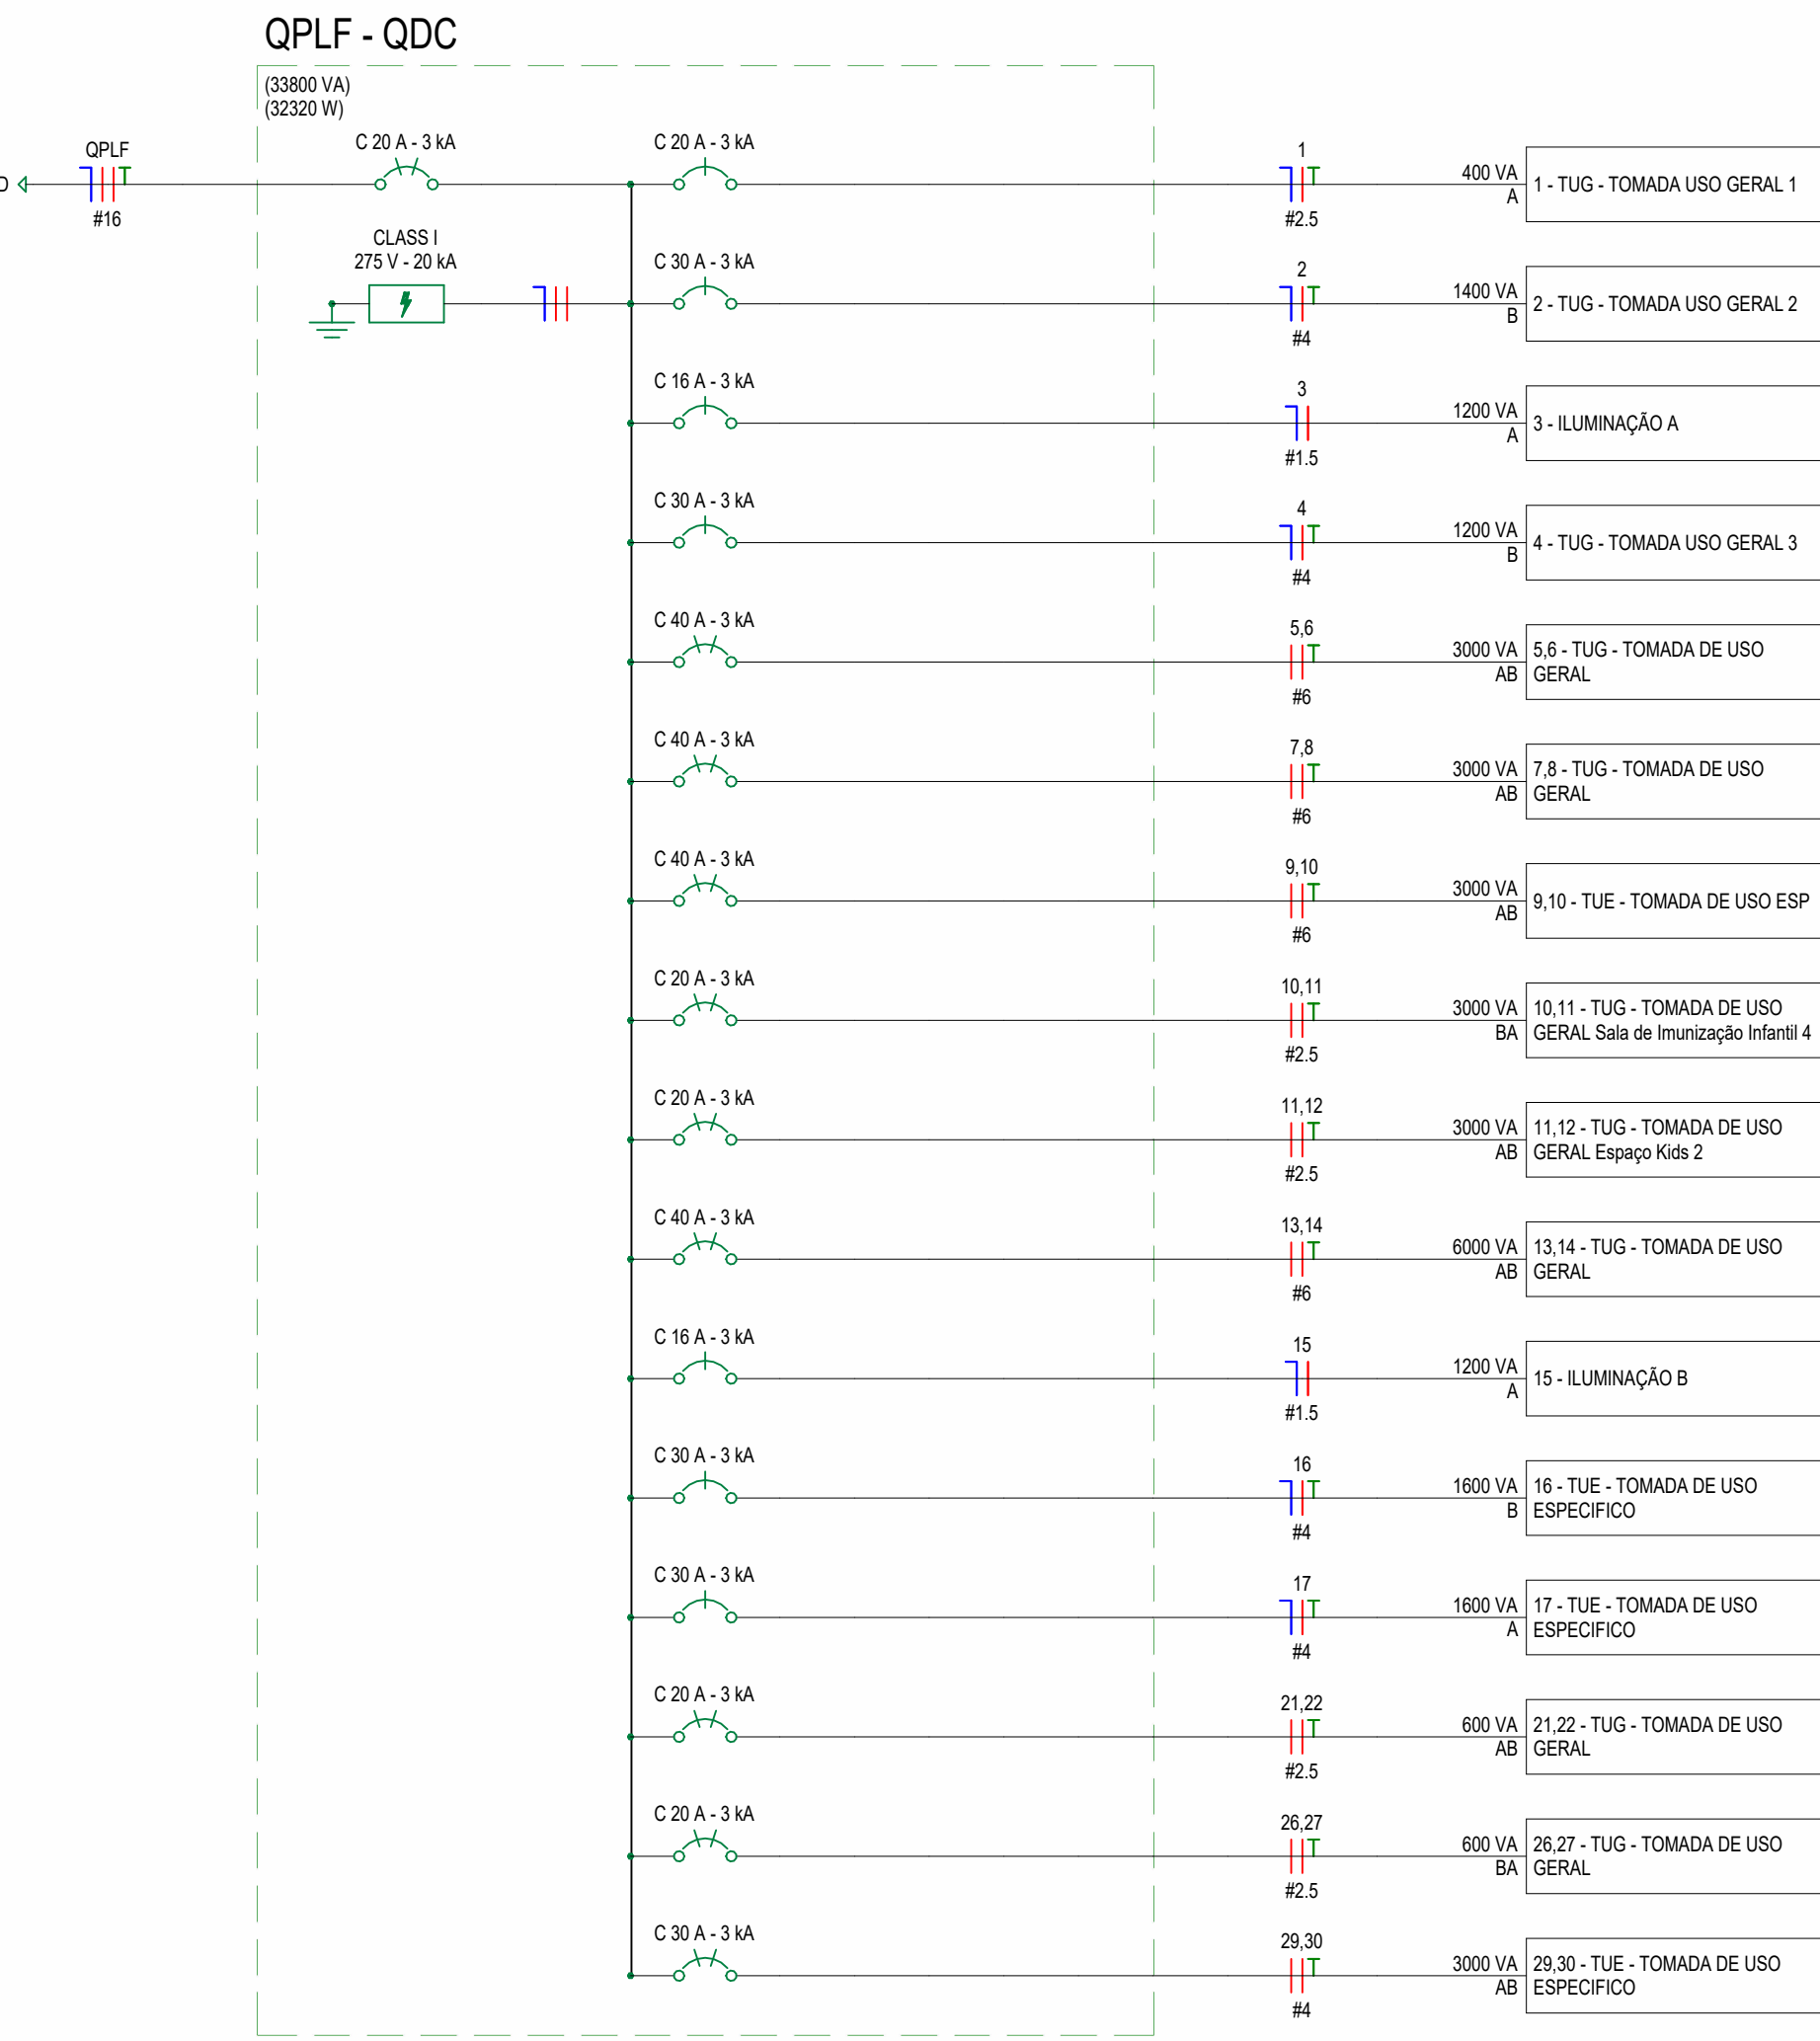 QPLF - QDC
(33800 VA)
(32320 W)
QPLF
#16
C 20 A - 3 kA
CLASS I
275 V - 20 kA
C 20 A - 3 kA
1
#2.5
400 VA
A
1 - TUG - TOMADA USO GERAL 1
C 30 A - 3 kA
2
#4
1400 VA
B
2 - TUG - TOMADA USO GERAL 2
C 16 A - 3 kA
3
#1.5
1200 VA
A
3 - ILUMINAÇÃO A
C 30 A - 3 kA
4
#4
1200 VA
B
4 - TUG - TOMADA USO GERAL 3
C 40 A - 3 kA
5,6
#6
3000 VA
AB
5,6 - TUG - TOMADA DE USO
GERAL
C 40 A - 3 kA
7,8
#6
3000 VA
AB
7,8 - TUG - TOMADA DE USO
GERAL
C 40 A - 3 kA
9,10
#6
3000 VA
AB
9,10 - TUE - TOMADA DE USO ESP
C 20 A - 3 kA
10,11
#2.5
3000 VA
BA
10,11 - TUG - TOMADA DE USO
GERAL Sala de Imunização Infantil 4
C 20 A - 3 kA
11,12
#2.5
3000 VA
AB
11,12 - TUG - TOMADA DE USO
GERAL Espaço Kids 2
C 40 A - 3 kA
13,14
#6
6000 VA
AB
13,14 - TUG - TOMADA DE USO
GERAL
C 16 A - 3 kA
15
#1.5
1200 VA
A
15 - ILUMINAÇÃO B
C 30 A - 3 kA
16
#4
1600 VA
B
16 - TUE - TOMADA DE USO
ESPECIFICO
C 30 A - 3 kA
17
#4
1600 VA
A
17 - TUE - TOMADA DE USO
ESPECIFICO
C 20 A - 3 kA
21,22
#2.5
600 VA
AB
21,22 - TUG - TOMADA DE USO
GERAL
C 20 A - 3 kA
26,27
#2.5
600 VA
BA
26,27 - TUG - TOMADA DE USO
GERAL
C 30 A - 3 kA
29,30
#4
3000 VA
AB
29,30 - TUE - TOMADA DE USO
ESPECIFICO